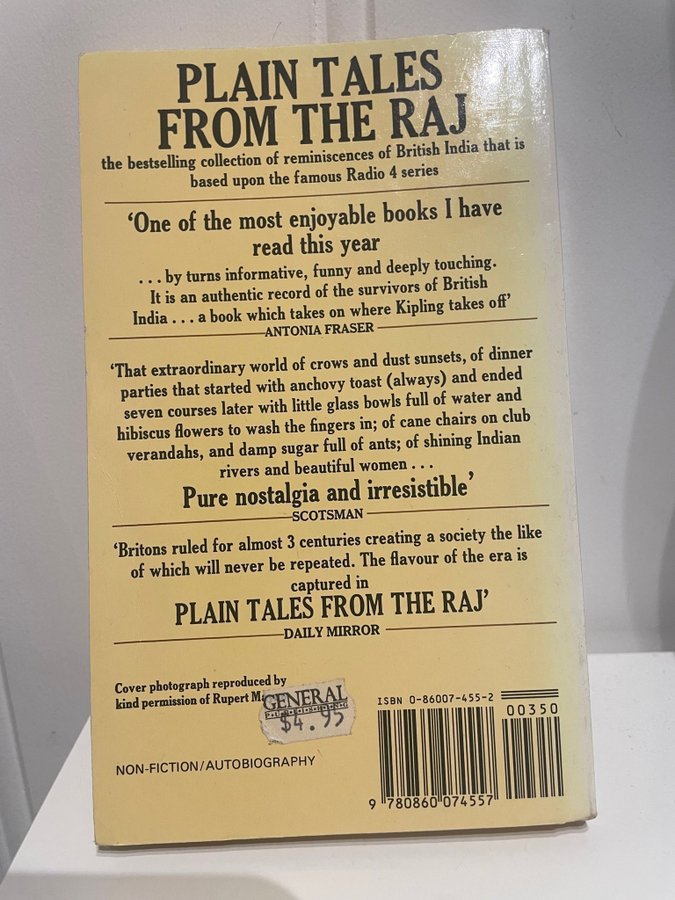 PLAIN TALES
FROM THE RAJ
the bestselling collection of reminiscences of British India that is
based upon the famous Radio 4 series
‘One of the most enjoyable books I have
read this year
...by turns informative, funny and deeply touching.
It is an authentic record of the survivors of British
India...a book which takes on where Kipling takes off’
ANTONIA FRASER
‘That extraordinary world of crows and dust sunsets, of dinner
parties that started with anchovy toast (always) and ended
seven courses later with little glass bowls full of water and
hibiscus flowers to wash the fingers in; of cane chairs on club
verandahs, and damp sugar full of ants; of shining Indian
rivers and beautiful women...
Pure nostalgia and irresistible’
SCOTSMAN
‘Britons ruled for almost 3 centuries creating a society the like
of which will never be repeated. The flavour of the era is
captured in
PLAIN TALES FROM THE RAJ’
DAILY MIRROR
Cover photograph reproduced by
kind permission of Rupert
GENERAL
PUBLISHING
$4.95
NON-FICTION/AUTOBIOGRAPHY
ISBN 0-86007-455-2
00350
9 780860 074557